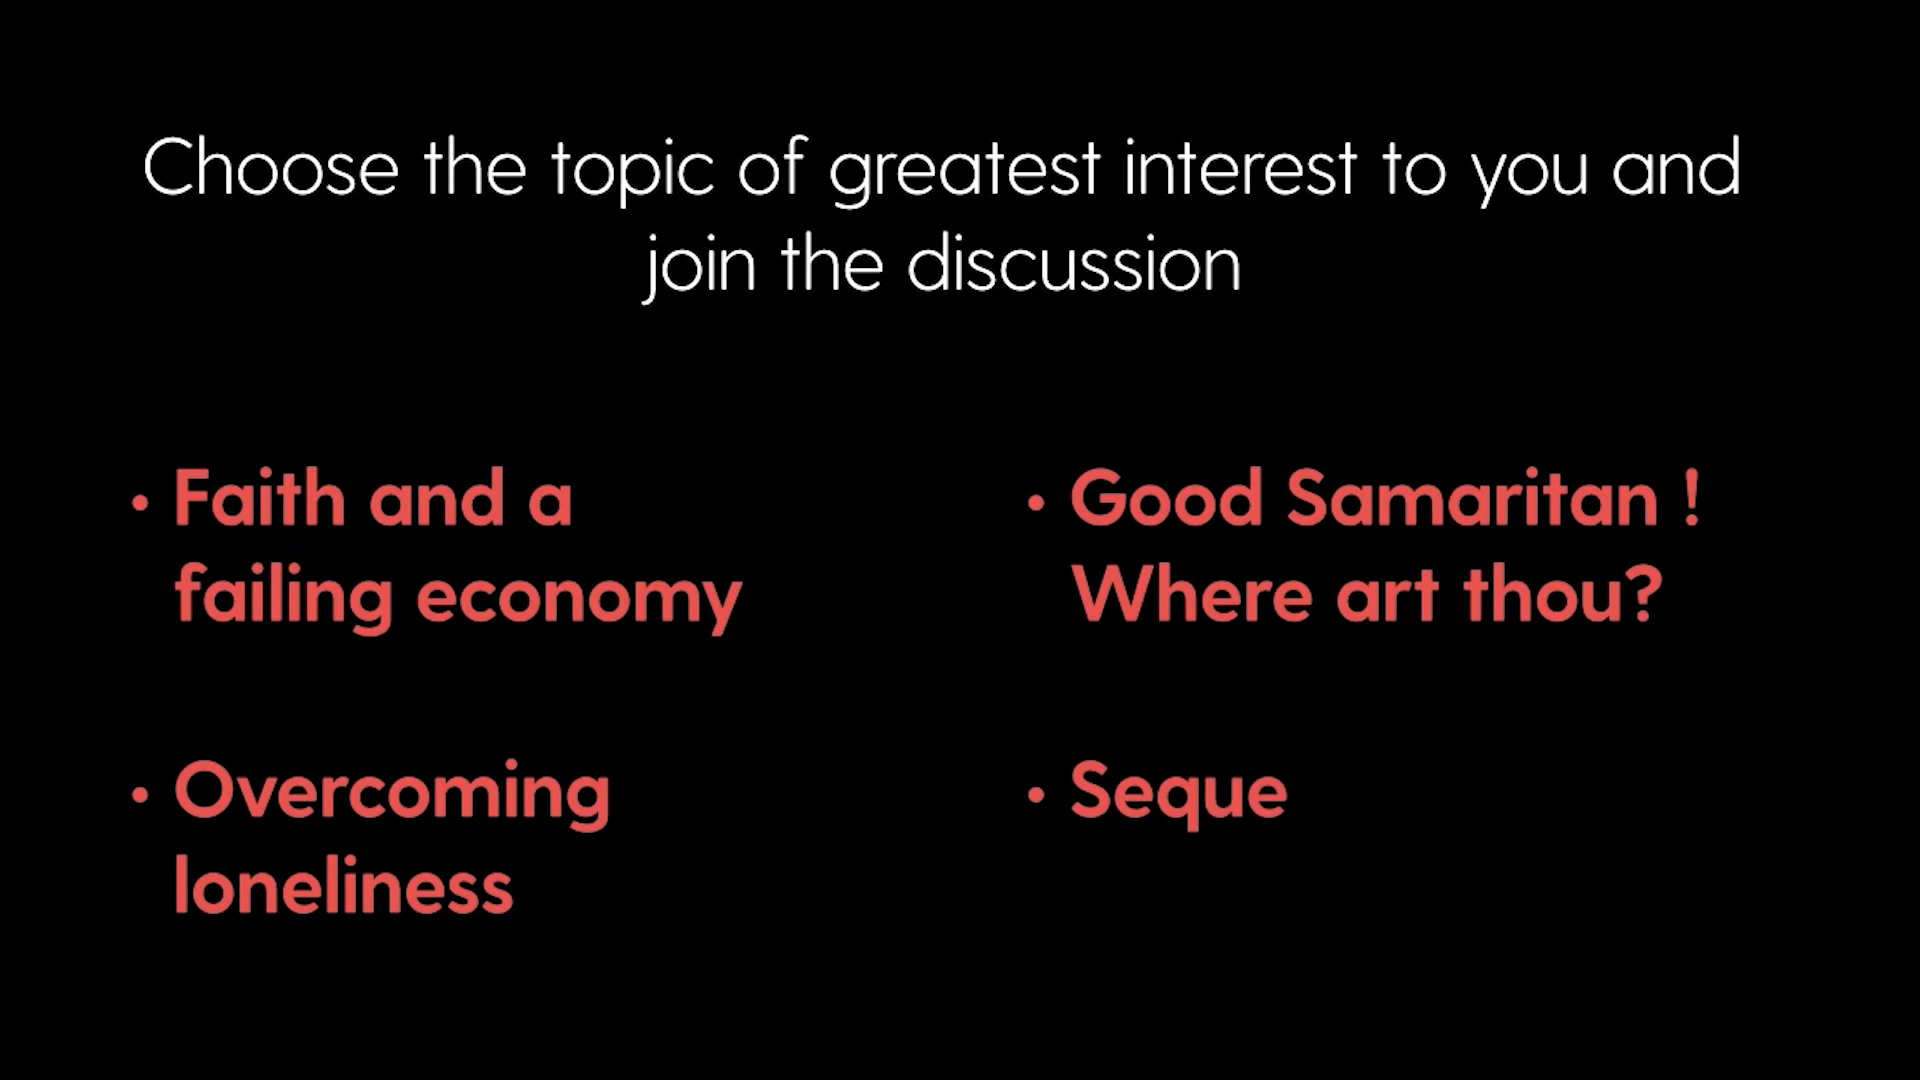 Choose the topic of greatest interest to you and
join the discussion
• Faith and a
failing economy
• Overcoming
loneliness
• Good Samaritan !
Where art thou?
• Seque